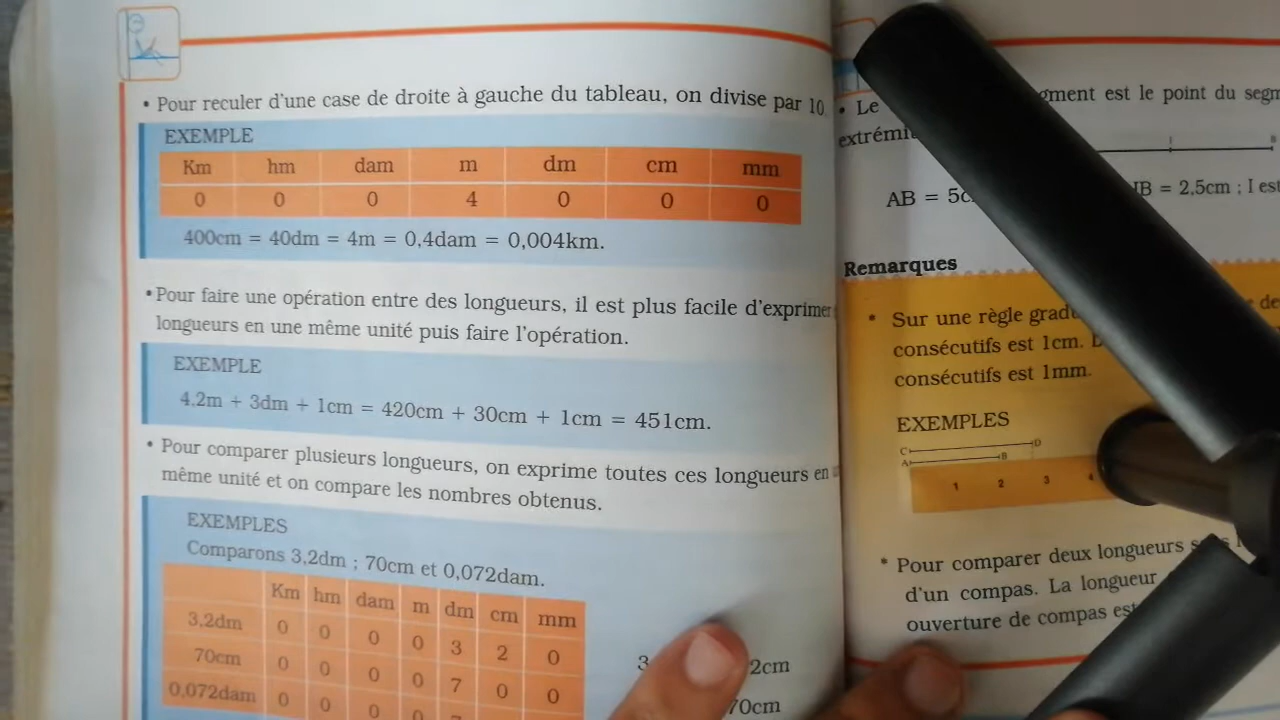 • Pour reculer d'une case de droite à gauche du tableau, on divise par 10.
EXEMPLE
Km hm dam m dm cm mm
0 0 0 4 0 0 0
400cm = 40dm = 4m = 0,4dam = 0,004km.
• Pour faire une opération entre des longueurs, il est plus facile d'exprimer
longueurs en une même unité puis faire l'opération.
EXEMPLE
4,2m + 3dm + 1cm = 420cm + 30cm + 1cm = 451cm.
• Pour comparer plusieurs longueurs, on exprime toutes ces longueurs en
même unité et on compare les nombres obtenus.
EXEMPLES
Comparons 3,2dm ; 70cm et 0,072dam.
Km hm dam m dm cm mm
3,2dm 0 0 0 0 3 2 0
70cm 0 0 0 0 7 0 0
0,072dam 0 0 0 0
3 2cm
70cm
• Le gment est le point du segm
extrémi
AB = 5c IB = 2,5cm ; I est
Remarques
• Sur une règle grad de
consécutifs est 1cm.
consécutifs est 1mm.
EXEMPLES
C D
A B
1 2 3 4
* Pour comparer deux longueurs
d'un compas. La longueur
ouverture de compas est